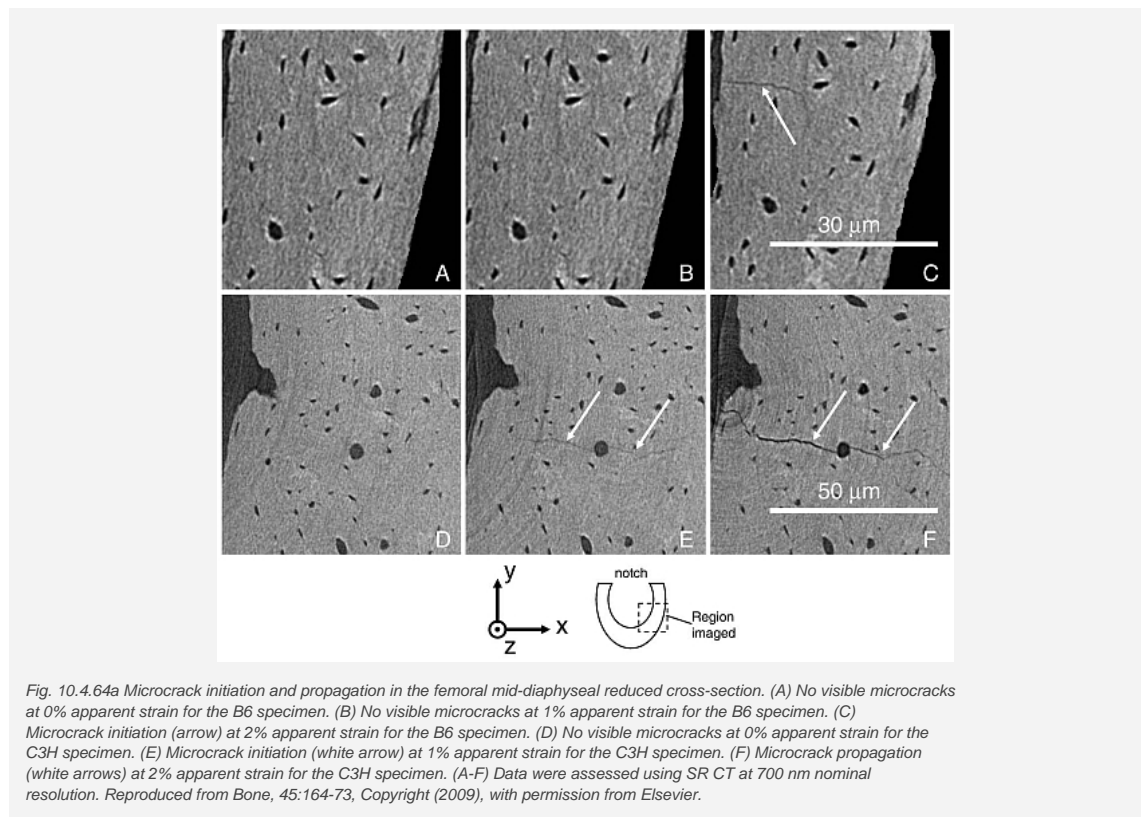 A
B
30 μm
C
D
E
50 μm
F
y
x
z
notch
Region
imaged
Fig. 10.4.64a Microcrack initiation and propagation in the femoral mid-diaphyseal reduced cross-section. (A) No visible microcracks
at 0% apparent strain for the B6 specimen. (B) No visible microcracks at 1% apparent strain for the B6 specimen. (C)
Microcrack initiation (arrow) at 2% apparent strain for the B6 specimen. (D) No visible microcracks at 0% apparent strain for the
C3H specimen. (E) Microcrack initiation (white arrow) at 1% apparent strain for the C3H specimen. (F) Microcrack propagation
(white arrows) at 2% apparent strain for the C3H specimen. (A-F) Data were assessed using SR CT at 700 nm nominal
resolution. Reproduced from Bone, 45:164-73, Copyright (2009), with permission from Elsevier.